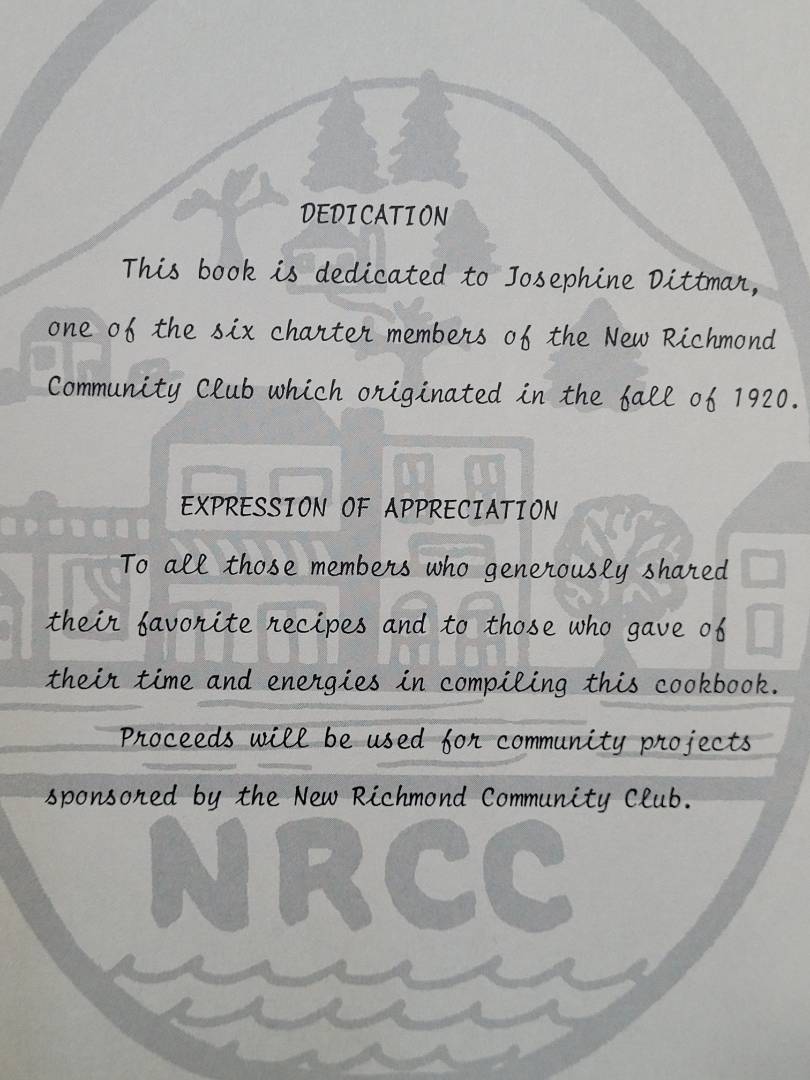 DEDICATION
This book is dedicated to Josephine Dittmar,
one of the six charter members of the New Richmond
Community Club which originated in the fall of 1920.
EXPRESSION OF APPRECIATION
To all those members who generously shared
their favorite recipes and to those who gave of
their time and energies in compiling this cookbook.
Proceeds will be used for community projects
sponsored by the New Richmond Community Club.
NRCC